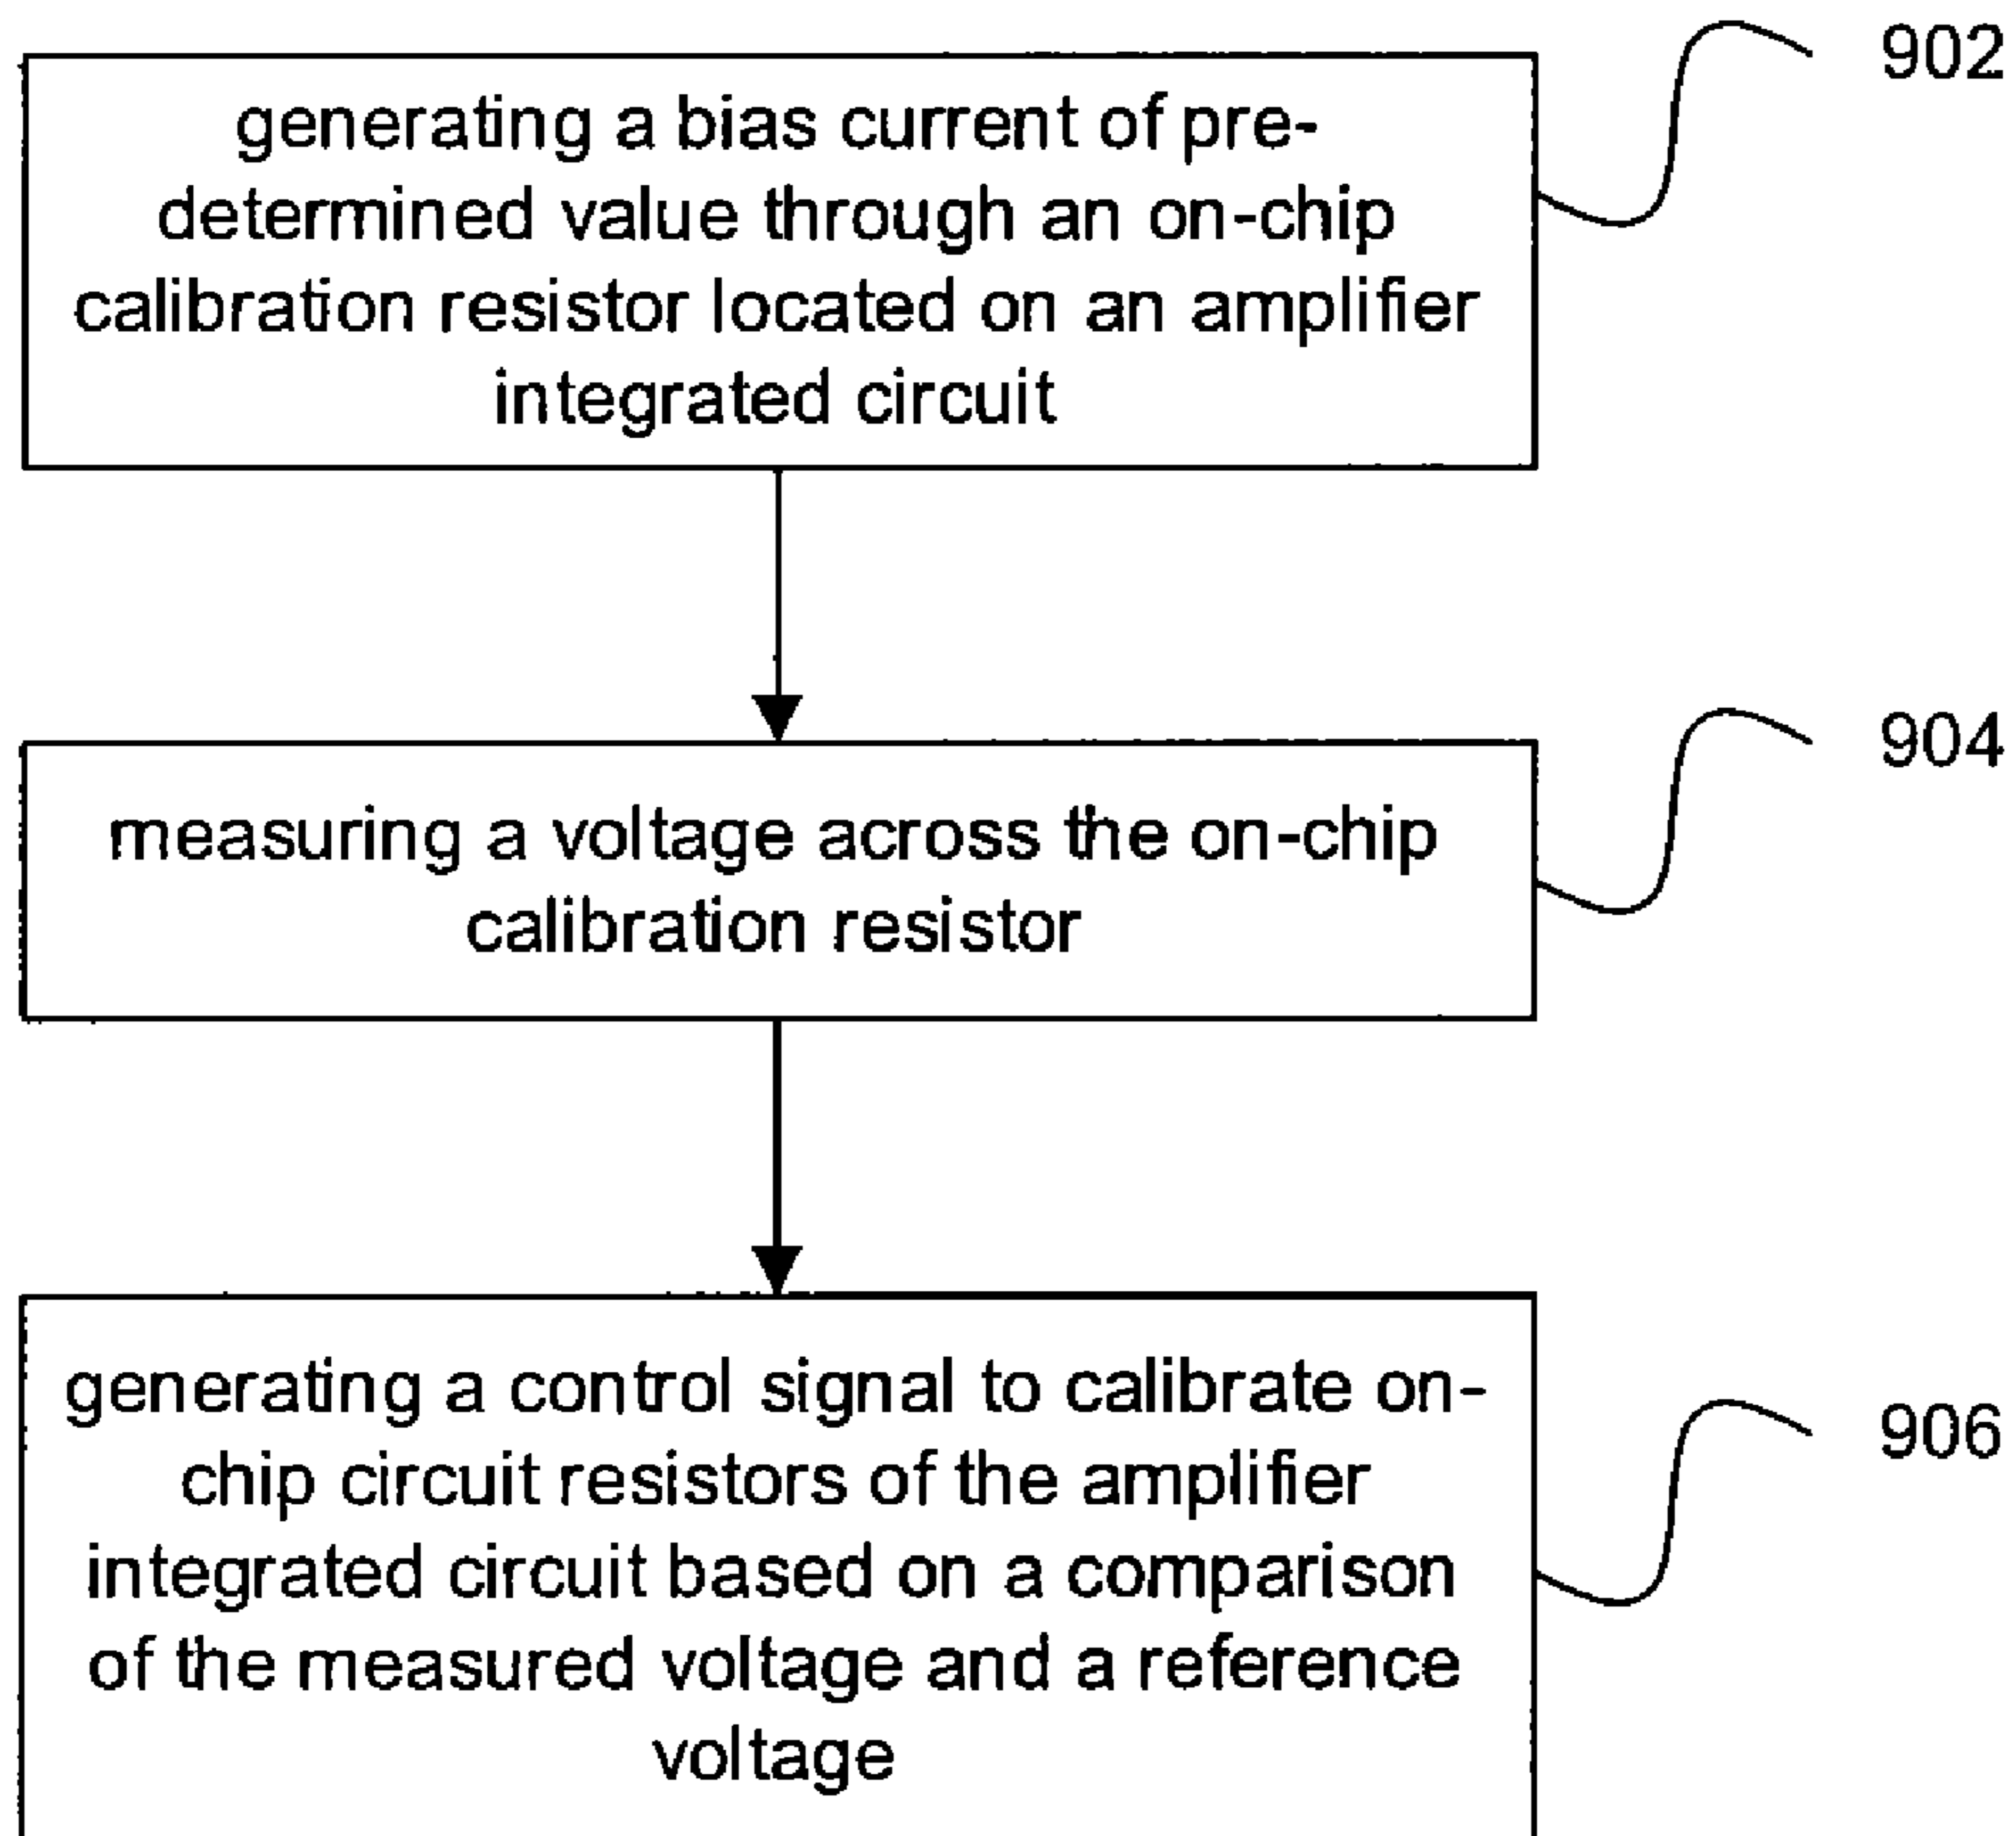 902
generating a bias current of pre-
determined value through an on-chip
calibration resistor located on an amplifier
integrated circuit
904
measuring a voltage across the on-chip
calibration resistor
906
generating a control signal to calibrate on-
chip circuit resistors of the amplifier
integrated circuit based on a comparison
of the measured voltage and a reference
voltage